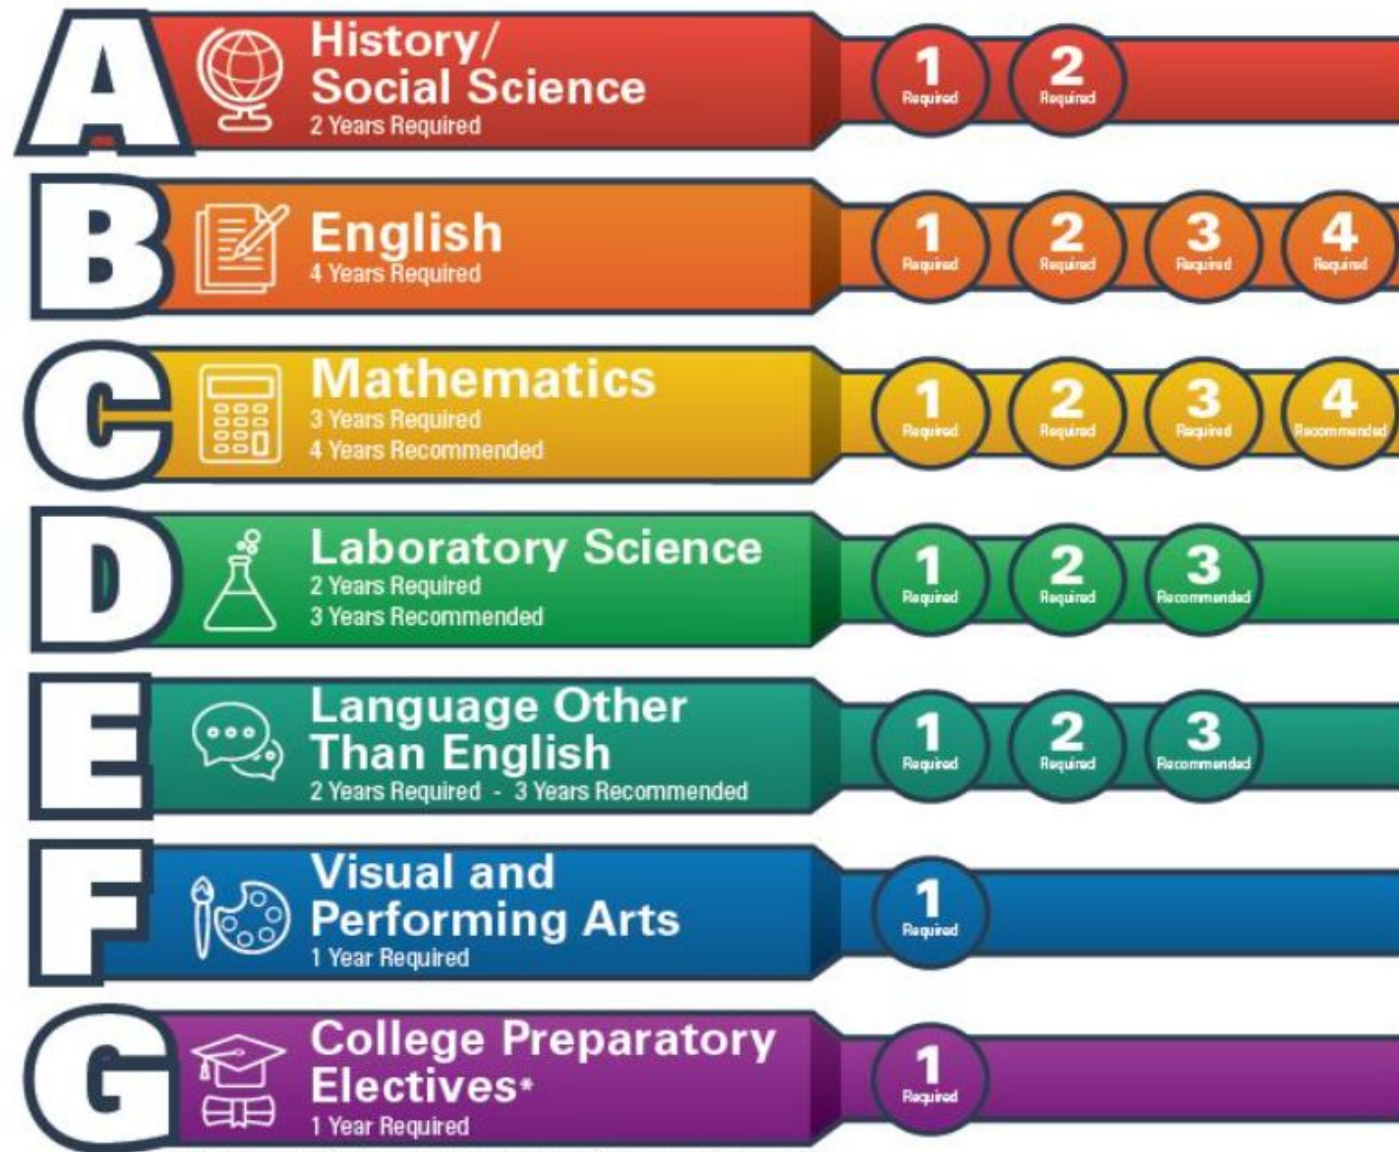 A
History/
Social Science
2 Years Required
1
Required
2
Required
B
English
4 Years Required
1
Required
2
Required
3
Required
4
Required
C
Mathematics
3 Years Required
4 Years Recommended
1
Required
2
Required
3
Required
4
Recommended
D
Laboratory Science
2 Years Required
3 Years Recommended
1
Required
2
Required
3
Recommended
E
Language Other
Than English
2 Years Required - 3 Years Recommended
1
Required
2
Required
3
Recommended
F
Visual and
Performing Arts
1 Year Required
1
Required
G
College Preparatory
Electives*
1 Year Required
1
Required